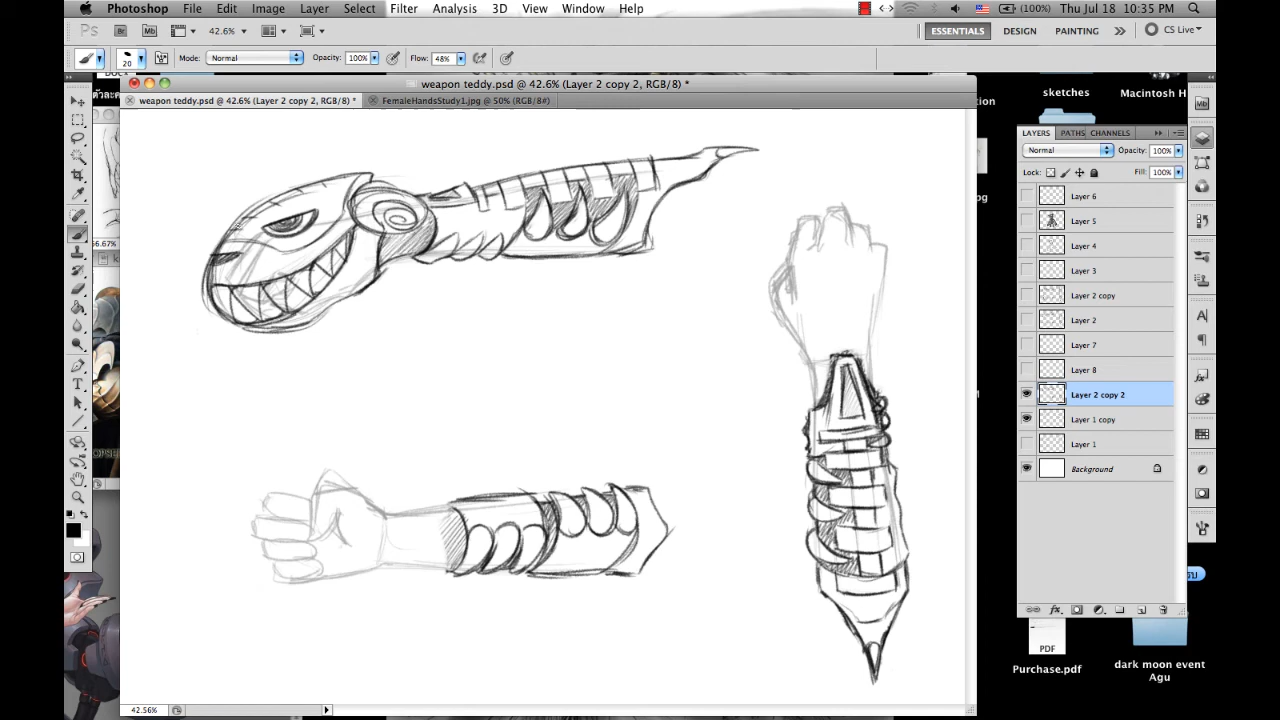 Photoshop File Edit Image Layer Select Filter Analysis 3D View Window Help (100%) Thu Jul 18 10:35 PM
Ps Br Mb 42.6% ESSENTIALS DESIGN PAINTING CS Live
20 Mode: Normal Opacity: 100% Flow: 48%
weapon teddy.psd @ 42.6% (Layer 2 copy 2, RGB/8) *
weapon teddy.psd @ 42.6% (Layer 2 copy 2, RGB/8) * FemaleHandsStudy1.jpg @ 50% (RGB/8#)
sketches
Macintosh H
LAYERS PATHS CHANNELS
Normal Opacity: 100%
Lock: Fill: 100%
Layer 6
Layer 5
Layer 4
Layer 3
Layer 2 copy
Layer 2
Layer 7
Layer 8
Layer 2 copy 2
Layer 1 copy
Layer 1
Background
PDF
Purchase.pdf
dark moon event
Agu
42.56%